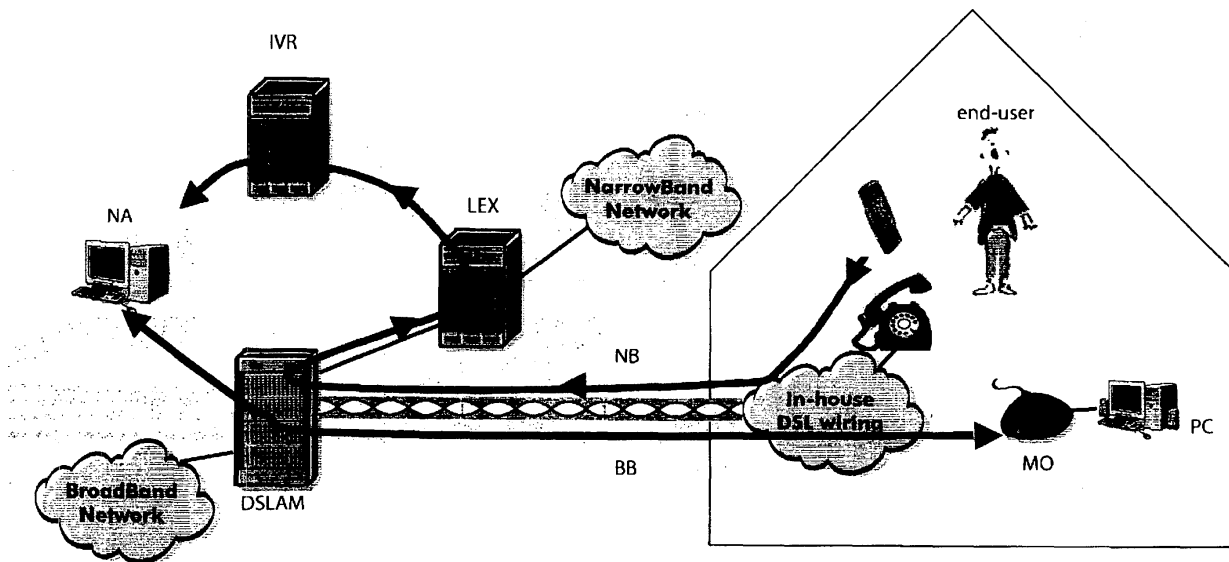 IVR
end-user
NarrowBand
Network
LEX
NA
NB
In-house
DSL wiring
PC
MO
BB
BroadBand
Network
DSLAM